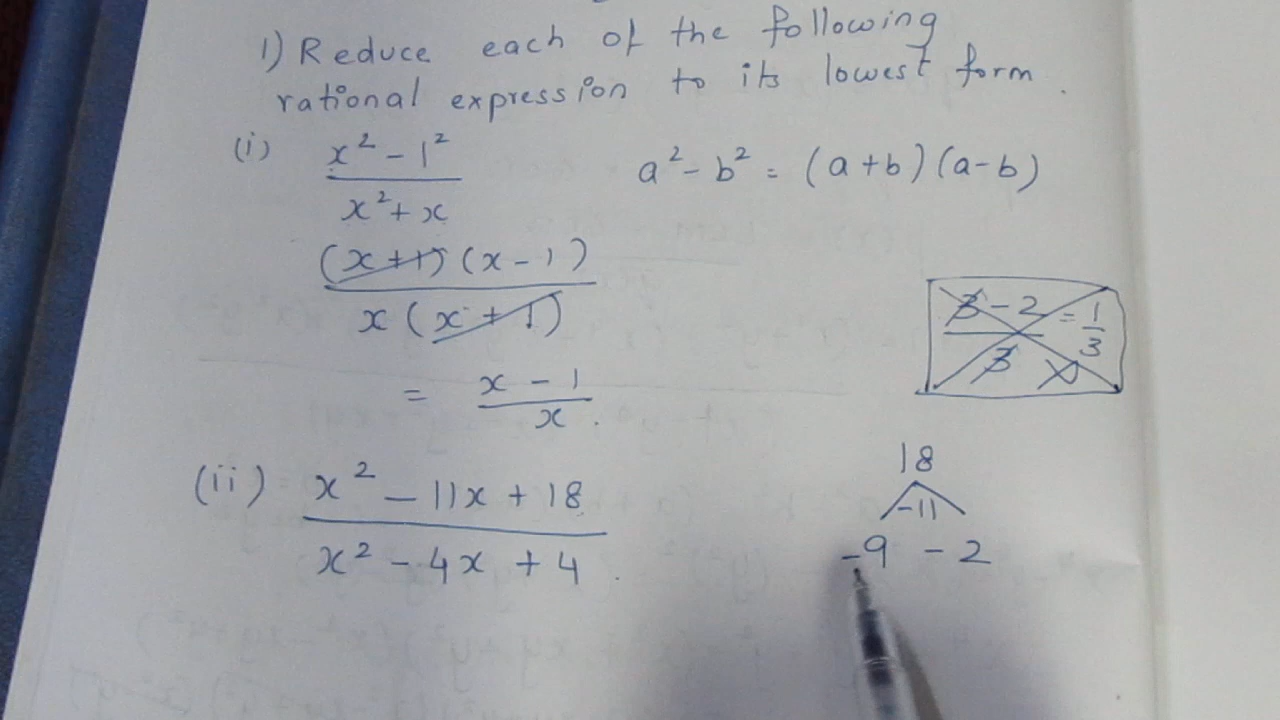 1) Reduce each of the following
rational expression to its lowest form.
(i) x² - 1² / x² + x
a² - b² = (a + b) (a - b)
(x + 1) (x - 1) / x (x + 1)
3 - 2 / 3 = 1/3
= x - 1 / x .
(ii) x² - 11x + 18 / x² - 4x + 4 .
18
-11
-9 - 2